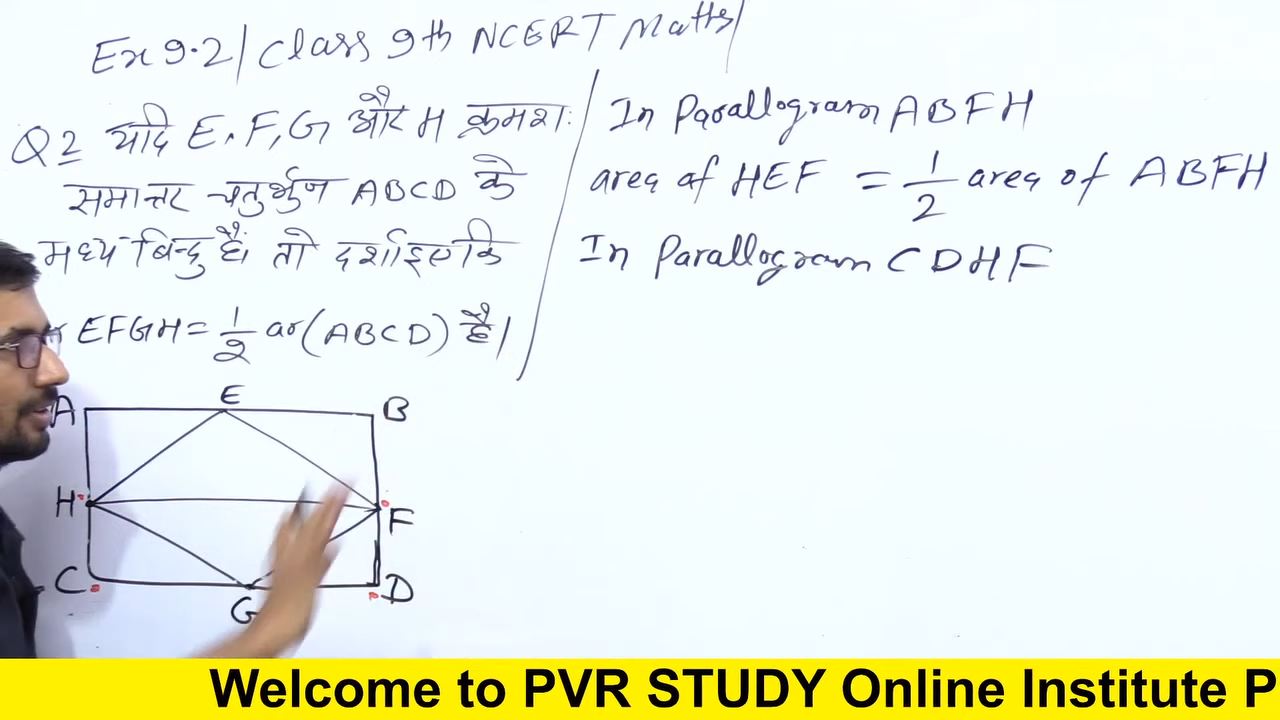 Ex 9.2 | Class 9th NCERT Maths |
Q 2 यदि E, F, G और H क्रमशः
समान्तर चतुर्भुज ABCD के
मध्य बिन्दु हैं। तो दर्शाइए कि
EFGH = 1/2 ar (ABCD) है।
In Parallogram ABFH
area of HEF = 1/2 area of ABFH
In Parallogram CDHF
A E B
H F
C G D
Welcome to PVR STUDY Online Institute P